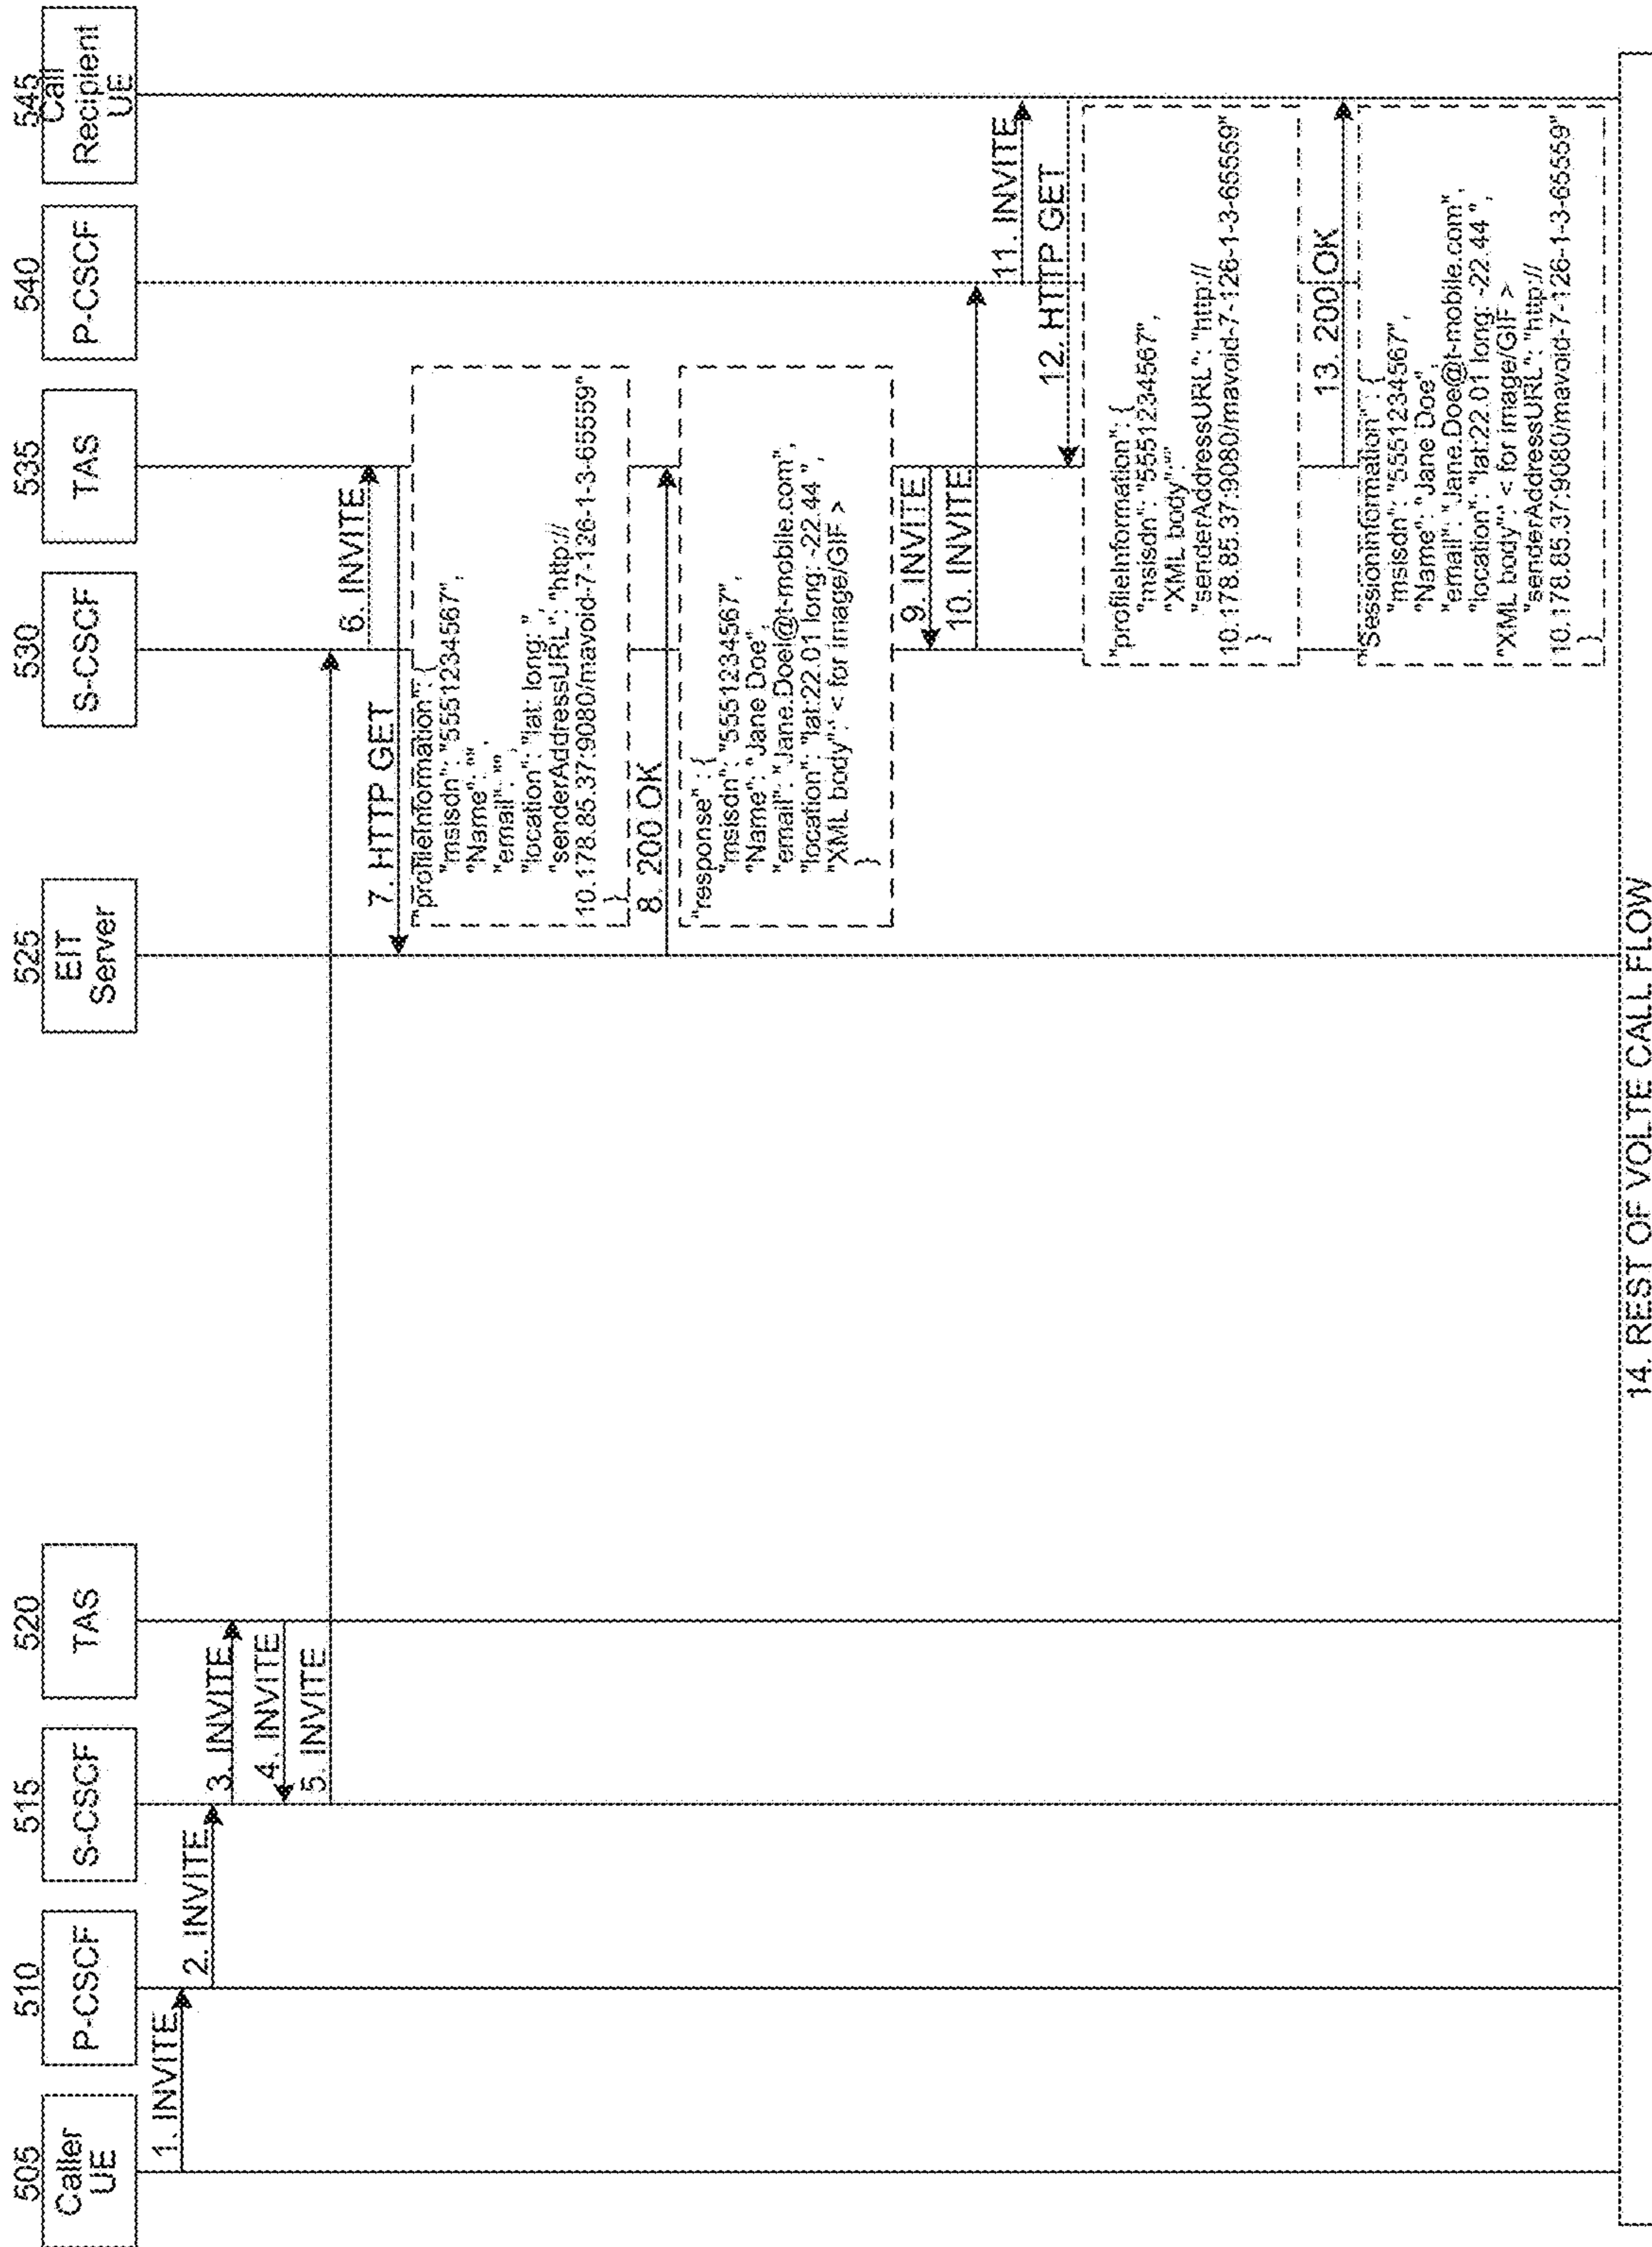 505
Caller
UE
510
P-CSCF
515
S-CSCF
520
TAS
525
EIT
Server
530
S-CSCF
535
TAS
540
P-CSCF
545
Call
Recipient
UE
1. INVITE
2. INVITE
3. INVITE
4. INVITE
5. INVITE
6. INVITE
7. HTTP GET
"profileInformation": {
"msisdn": "5551234567",
"Name": "",
"email": "",
"location": "lat: long: ",
"senderAddressURL": "http://
10.178.85.37:9080/mavoid-7-126-1-3-65559"
}
8. 200 OK
"response" : {
"msisdn": "5551234567",
"Name": "Jane Doe",
"email": "Jane.Doe@t-mobile.com",
"location": "lat:22.01 long: -22.44 ",
"XML body": < for image/GIF >
}
9. INVITE
10. INVITE
11. INVITE
12. HTTP GET
"profileInformation": {
"msisdn": "5551234567",
"XML body":"",
"senderAddressURL": "http://
10.178.85.37:9080/mavoid-7-126-1-3-65559"
}
13. 200 OK
"SessionInformation" : {
"msisdn": "5551234567",
"Name": "Jane Doe",
"email": "Jane.Doe@t-mobile.com",
"location": "lat:22.01 long: -22.44 ",
"XML body": < for image/GIF >
"senderAddressURL": "http://
10.178.85.37:9080/mavoid-7-126-1-3-65559"
}
14. REST OF VOLTE CALL FLOW